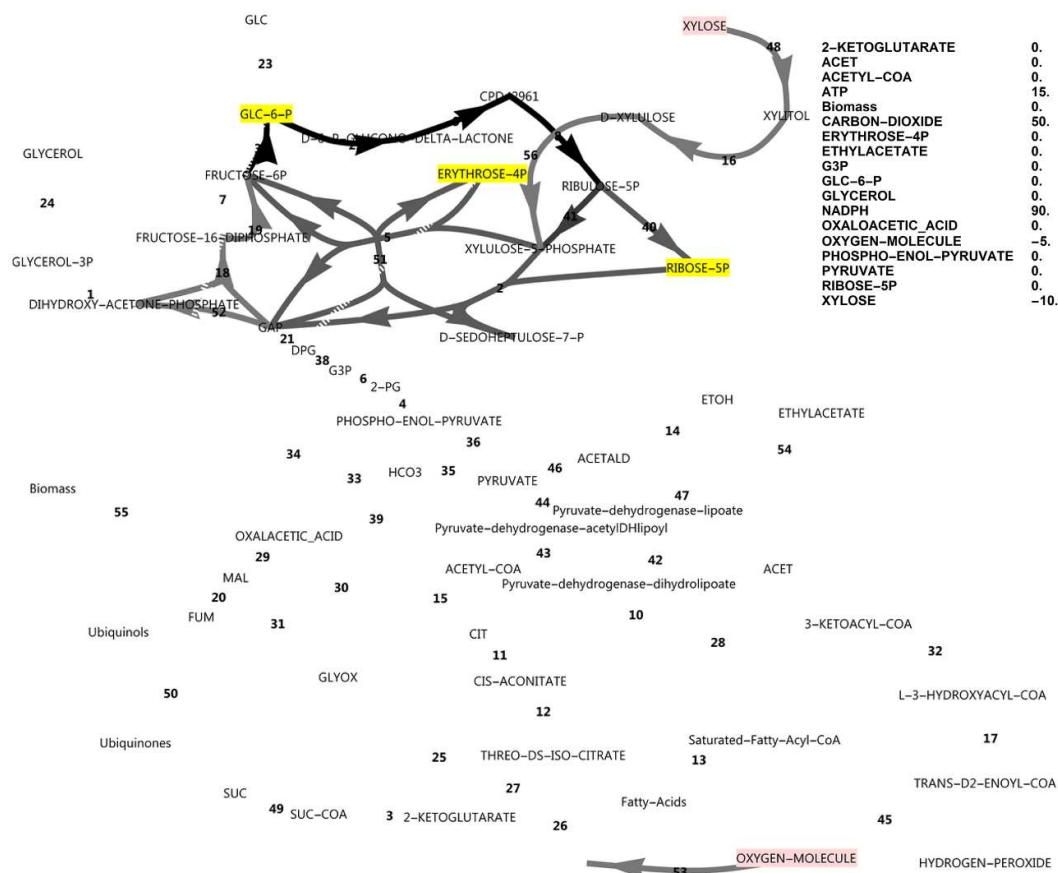 GLC
XYLOSE
48
2-KETOGLUTARATE 0.
ACET 0.
23
ACETYL-COA 0.
ATP 15.
CPD-2961
Biomass 0.
GLC-6-P
D-XYLULOSE
XYLITOL
CARBON-DIOXIDE 50.
D-6-P-GLUCONO-DELTA-LACTONE
ERYTHROSE-4P 0.
GLYCEROL
56
16
ETHYLACETATE 0.
G3P 0.
FRUCTOSE-6P
ERYTHROSE-4P
RIBULOSE-5P
GLC-6-P 0.
24
7
GLYCEROL 0.
NADPH 90.
41
40
OXALOACETIC_ACID 0.
FRUCTOSE-16-DIPHOSPHATE
19
5
XYLULOSE-5-PHOSPHATE
OXYGEN-MOLECULE -5.
GLYCEROL-3P
51
RIBOSE-5P
PHOSPHO-ENOL-PYRUVATE 0.
18
PYRUVATE 0.
1
2
RIBOSE-5P 0.
DIHYDROXY-ACETONE-PHOSPHATE
52
XYLOSE -10.
GAP
21
D-SEDOHEPTULOSE-7-P
DPG
38
G3P
6
2-PG
4
ETOH
ETHYLACETATE
PHOSPHO-ENOL-PYRUVATE
14
36
54
34
ACETALD
33
HCO3
35
46
PYRUVATE
Biomass
47
44
Pyruvate-dehydrogenase-lipoate
55
39
Pyruvate-dehydrogenase-acetylDHlipoyl
OXALACETIC_ACID
29
43
42
ACETYL-COA
ACET
MAL
30
Pyruvate-dehydrogenase-dihydrolipoate
20
15
FUM
31
10
3-KETOACYL-COA
Ubiquinols
CIT
28
32
11
GLYOX
CIS-ACONITATE
50
L-3-HYDROXYACYL-COA
12
Ubiquinones
Saturated-Fatty-Acyl-CoA
17
25
THREO-DS-ISO-CITRATE
13
27
TRANS-D2-ENOYL-COA
SUC
Fatty-Acids
49
SUC-COA
3
2-KETOGLUTARATE
26
45
OXYGEN-MOLECULE
HYDROGEN-PEROXIDE
53